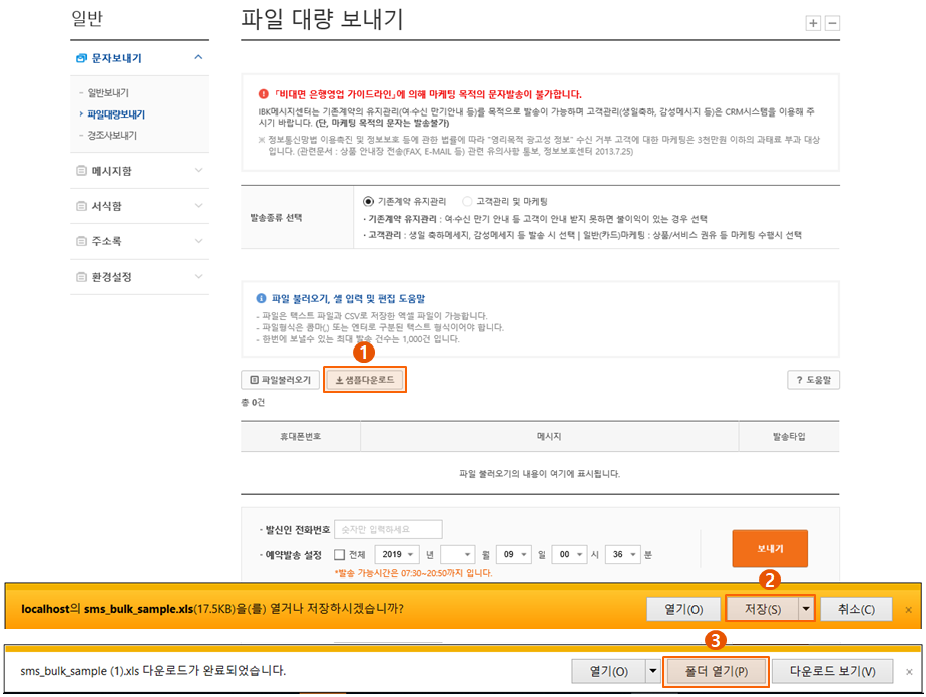 일반
문자보내기
- 일반보내기
파일대량보내기
- 경조사보내기
메시지함
서식함
주소록
환경설정
파일 대량 보내기
+ −
「비대면 은행영업 가이드라인」에 의해 마케팅 목적의 문자발송이 불가합니다.
IBK메시지센터는 기존계약의 유지관리(여·수신 만기안내 등)를 목적으로 발송이 가능하며 고객관리(생일축하, 감성메시지 등)은 CRM시스템을 이용해 주
시기 바랍니다. (단, 마케팅 목적의 문자는 발송불가)
※ 정보통신망법 이용촉진 및 정보보호 등에 관한 법률에 따라 "영리목적 광고성 정보" 수신 거부 고객에 대한 마케팅은 3천만원 이하의 과태료 부과 대상
입니다. (관련문서 : 상품 안내장 전송(FAX, E-MAIL 등) 관련 유의사항 통보, 정보보호센터 2013.7.25)
발송종류 선택
기존계약 유지관리 고객관리 및 마케팅
· 기존계약 유지관리 : 여·수신 만기 안내 등 고객이 안내 받지 못하면 불이익이 있는 경우 선택
· 고객관리 : 생일 축하메세지, 감성메세지 등 발송 시 선택 | 일반(카드)마케팅 : 상품/서비스 권유 등 마케팅 수행시 선택
파일 불러오기, 셀 입력 및 편집 도움말
- 파일은 텍스트 파일과 CSV로 저장한 엑셀 파일이 가능합니다.
- 파일형식은 콤마(,) 또는 엔터로 구분된 텍스트 형식이어야 합니다.
- 한번에 보낼수 있는 최대 발송 건수는 1,000건 입니다.
1
파일불러오기 샘플다운로드 ? 도움말
총 0건
휴대폰번호 메시지 발송타입
파일 불러오기의 내용이 여기에 표시됩니다.
- 발신인 전화번호 숫자만 입력하세요
- 예약발송 설정 전체 2019 년 월 09 일 00 시 36 분
*발송 가능시간은 07:30~20:50까지 입니다.
보내기
2
localhost의 sms_bulk_sample.xls(17.5KB)을(를) 열거나 저장하시겠습니까? 열기(O) 저장(S) 취소(C) ×
3
sms_bulk_sample (1).xls 다운로드가 완료되었습니다. 열기(O) 폴더 열기(P) 다운로드 보기(V) ×